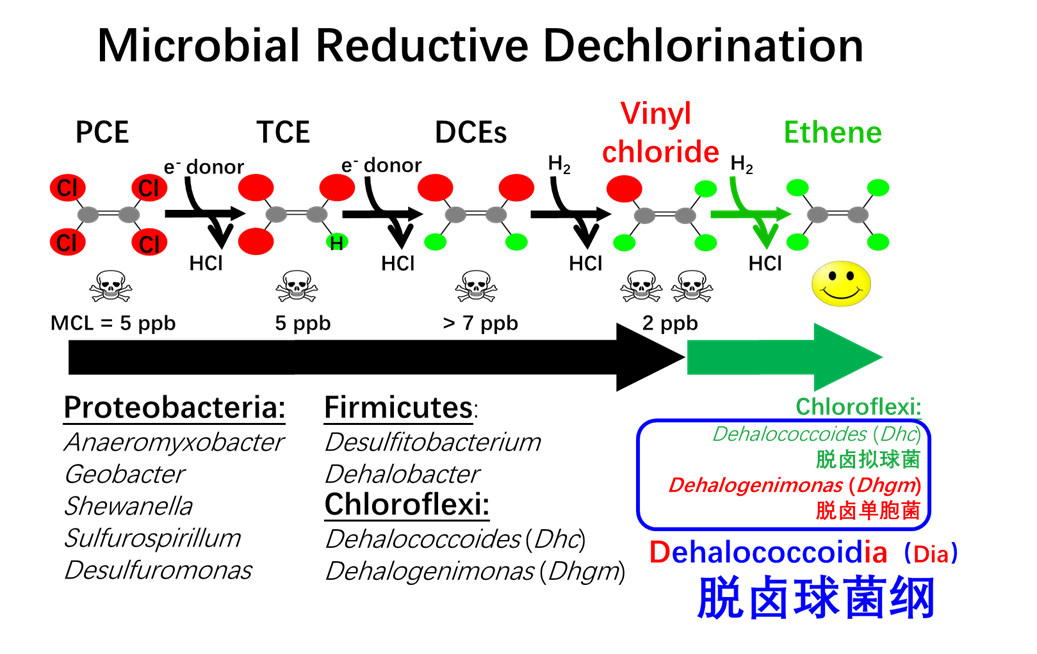 Microbial Reductive Dechlorination
PCE
TCE
DCEs
Vinyl
chloride
Ethene
e- donor
e- donor
H2
H2
Cl
Cl
Cl
Cl
H
HCl
HCl
HCl
HCl
MCL = 5 ppb
5 ppb
> 7 ppb
2 ppb
Proteobacteria:
Anaeromyxobacter
Geobacter
Shewanella
Sulfurospirillum
Desulfuromonas
Firmicutes:
Desulfitobacterium
Dehalobacter
Chloroflexi:
Dehalococcoides (Dhc)
Dehalogenimonas (Dhgm)
Chloroflexi:
Dehalococcoides (Dhc)
脱卤拟球菌
Dehalogenimonas (Dhgm)
脱卤单胞菌
Dehalococcoidia（Dia）
脱卤球菌纲